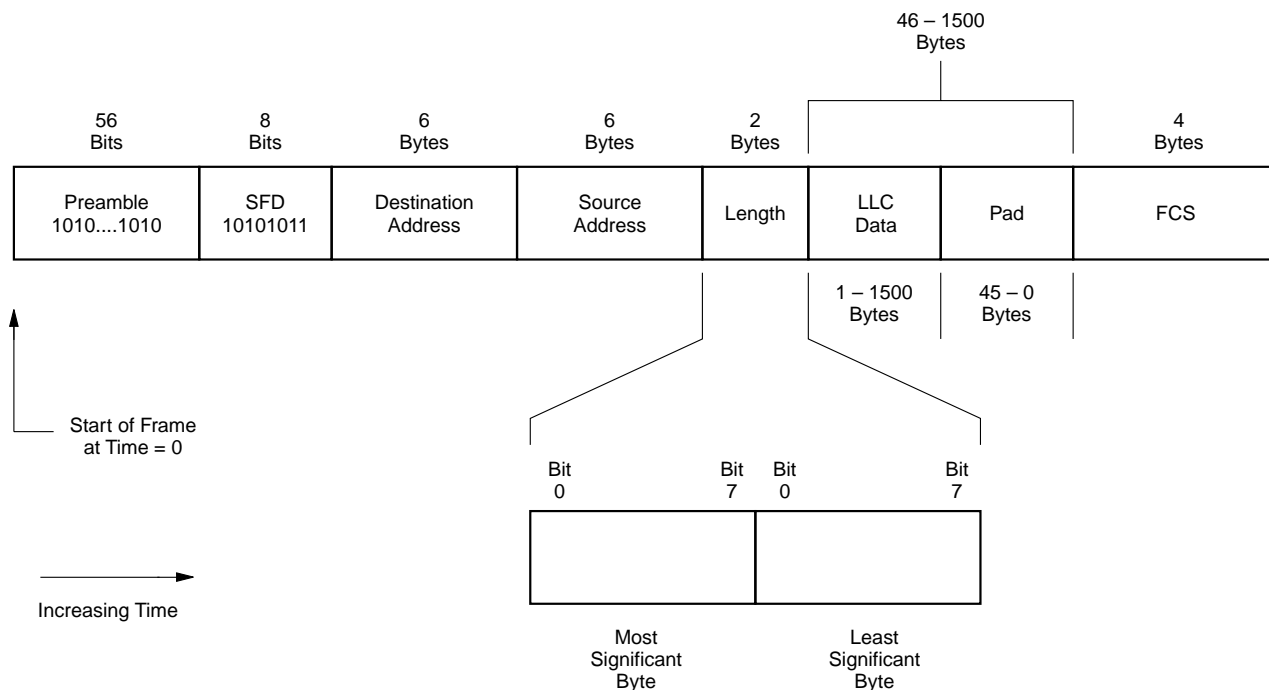 46 – 1500
Bytes
56
Bits
8
Bits
6
Bytes
6
Bytes
2
Bytes
4
Bytes
Preamble
1010....1010
SFD
10101011
Destination
Address
Source
Address
Length
LLC
Data
Pad
FCS
1 – 1500
Bytes
45 – 0
Bytes
Start of Frame
at Time = 0
Bit
0
Bit
7
Bit
0
Bit
7
Increasing Time
Most
Significant
Byte
Least
Significant
Byte